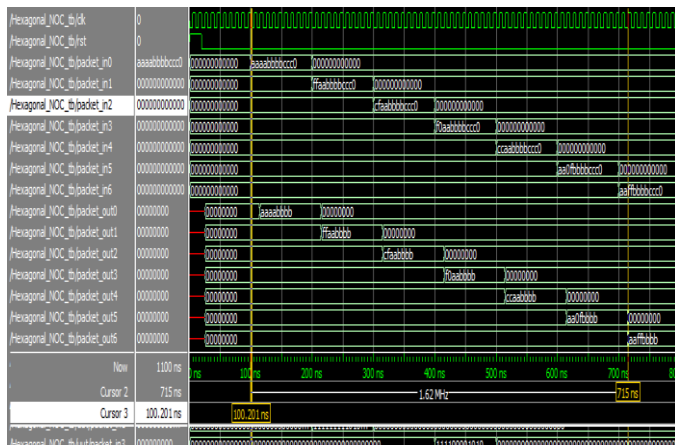 /Hexagonal_NOC_tb/clk 0
/Hexagonal_NOC_tb/rst 0
/Hexagonal_NOC_tb/packet_in0 aaaabbbbccc0 000000000000 aaaabbbbccc0 000000000000
/Hexagonal_NOC_tb/packet_in1 000000000000 000000000000 ffaabbbbccc0 000000000000
/Hexagonal_NOC_tb/packet_in2 000000000000 000000000000 cfaabbbbccc0 000000000000
/Hexagonal_NOC_tb/packet_in3 000000000000 000000000000 f0aabbbbccc0 000000000000
/Hexagonal_NOC_tb/packet_in4 000000000000 000000000000 ccaabbbbccc0 000000000000
/Hexagonal_NOC_tb/packet_in5 000000000000 000000000000 aa0fbbbbccc0 000000000000
/Hexagonal_NOC_tb/packet_in6 000000000000 000000000000 aaffbbbbccc0
/Hexagonal_NOC_tb/packet_out0 00000000 00000000 aaaabbbb 00000000
/Hexagonal_NOC_tb/packet_out1 00000000 00000000 ffaabbbb 00000000
/Hexagonal_NOC_tb/packet_out2 00000000 00000000 cfaabbbb 00000000
/Hexagonal_NOC_tb/packet_out3 00000000 00000000 f0aabbbb 00000000
/Hexagonal_NOC_tb/packet_out4 00000000 00000000 ccaabbbb 00000000
/Hexagonal_NOC_tb/packet_out5 00000000 00000000 aa0fbbbb 00000000
/Hexagonal_NOC_tb/packet_out6 00000000 00000000 aaffbbbb
Now 1100 ns ns 100 ns 200 ns 300 ns 400 ns 500 ns 600 ns 700 ns
Cursor 2 715 ns 1.62 MHz 715 ns
Cursor 3 100.201 ns 100.201 ns